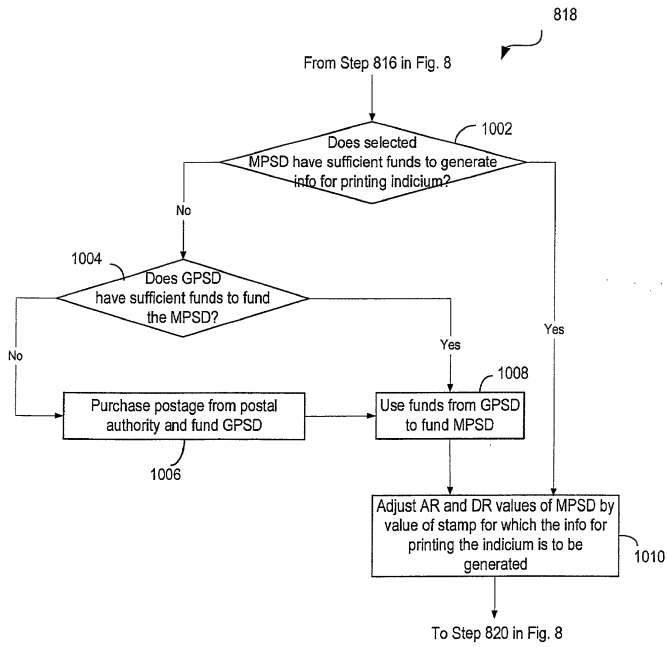 818
From Step 816 in Fig. 8
1002
Does selected
MPSD have sufficient funds to generate
info for printing indicium?
No
1004
Does GPSD
have sufficient funds to fund
the MPSD?
No
Yes
Yes
1008
Purchase postage from postal
authority and fund GPSD
Use funds from GPSD
to fund MPSD
1006
Adjust AR and DR values of MPSD by
value of stamp for which the info for
printing the indicium is to be
generated
1010
To Step 820 in Fig. 8